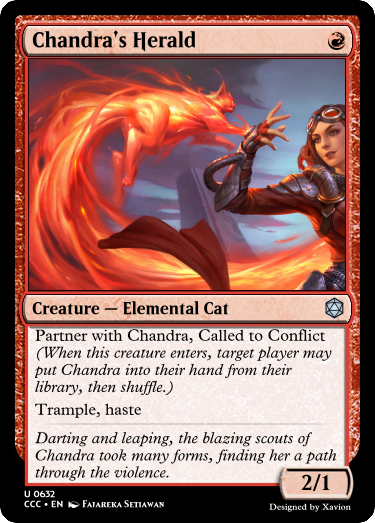 Chandra's Herald
Creature — Elemental Cat
Partner with Chandra, Called to Conflict
(When this creature enters, target player may
put Chandra into their hand from their
library, then shuffle.)
Trample, haste
Darting and leaping, the blazing scouts of
Chandra took many forms, finding her a path
through the violence.
2/1
U 0632
CCC • EN Fajareka Setiawan
Designed by Xavion